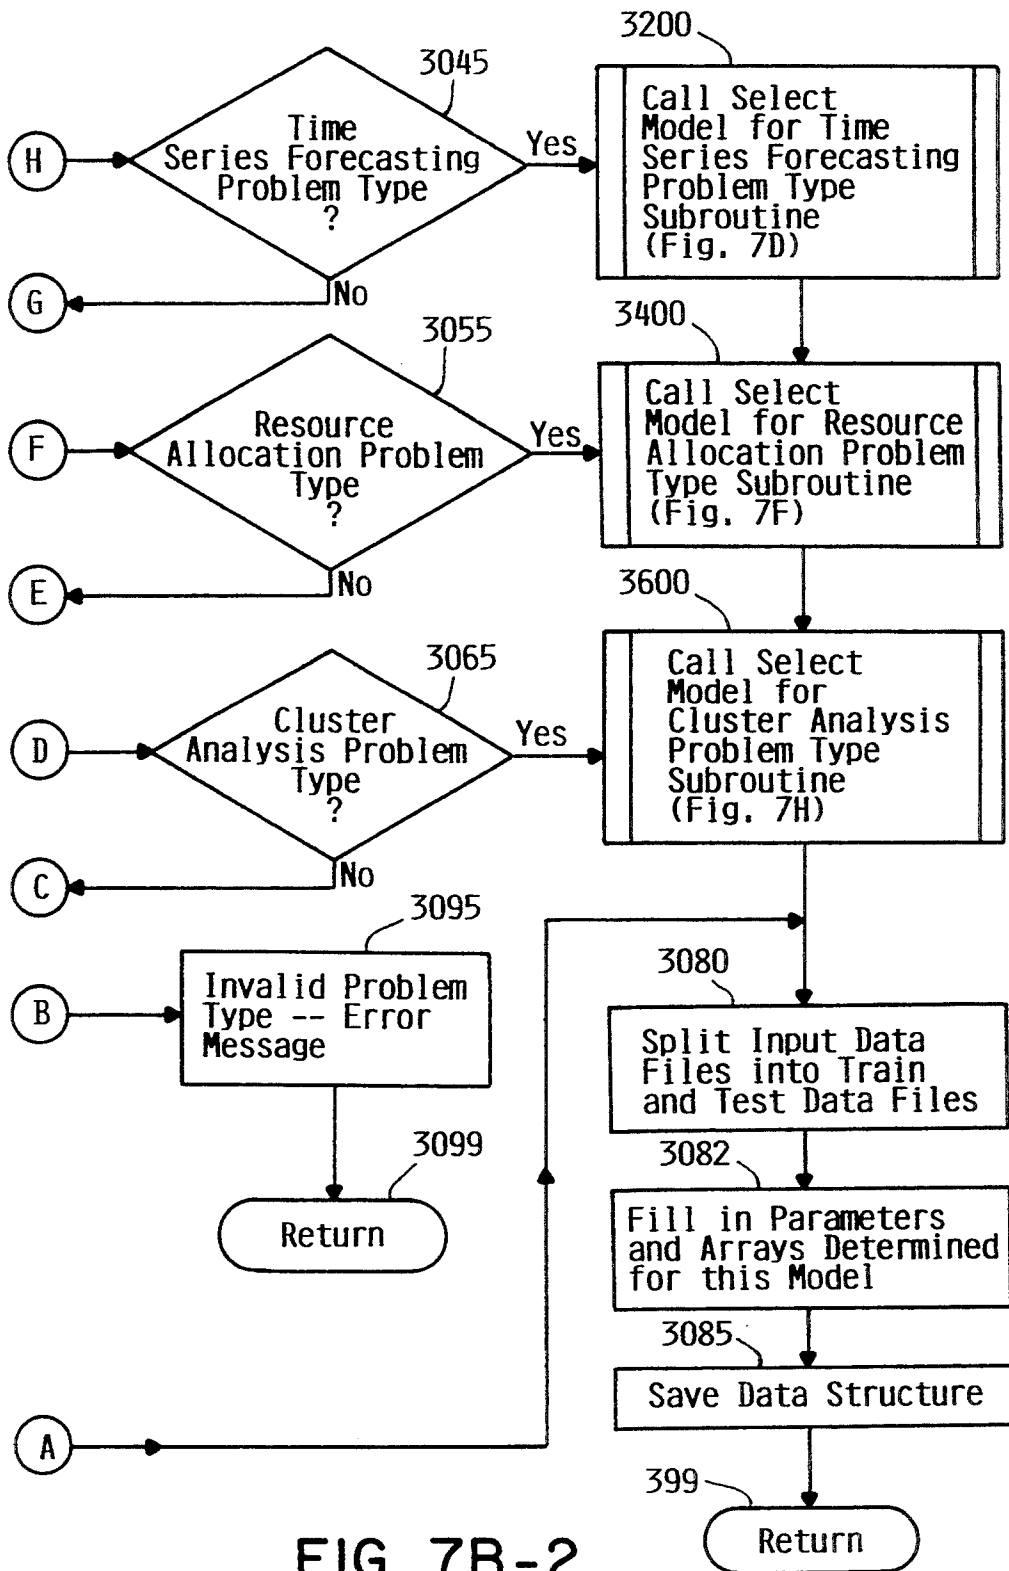 3200
3045
H
Time
Series Forecasting
Problem Type
?
Yes
Call Select
Model for Time
Series Forecasting
Problem Type
Subroutine
(Fig. 7D)
No
G
3400
3055
F
Resource
Allocation Problem
Type
?
Yes
Call Select
Model for Resource
Allocation Problem
Type Subroutine
(Fig. 7F)
No
E
3600
3065
D
Cluster
Analysis Problem
Type
?
Yes
Call Select
Model for
Cluster Analysis
Problem Type
Subroutine
(Fig. 7H)
No
C
3095
B
Invalid Problem
Type -- Error
Message
3080
Split Input Data
Files into Train
and Test Data Files
3099
Return
3082
Fill in Parameters
and Arrays Determined
for this Model
3085
Save Data Structure
A
399
Return
FIG. 7B-2